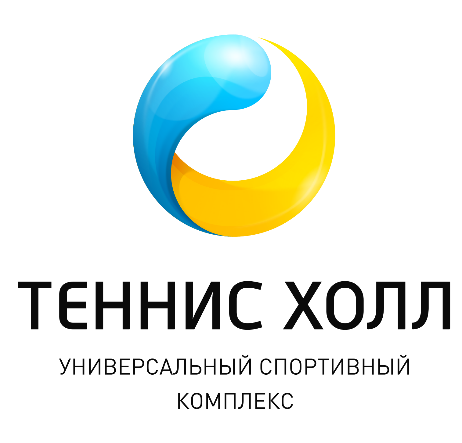 ТЕННИС ХОЛЛ
УНИВЕРСАЛЬНЫЙ СПОРТИВНЫЙ
КОМПЛЕКС